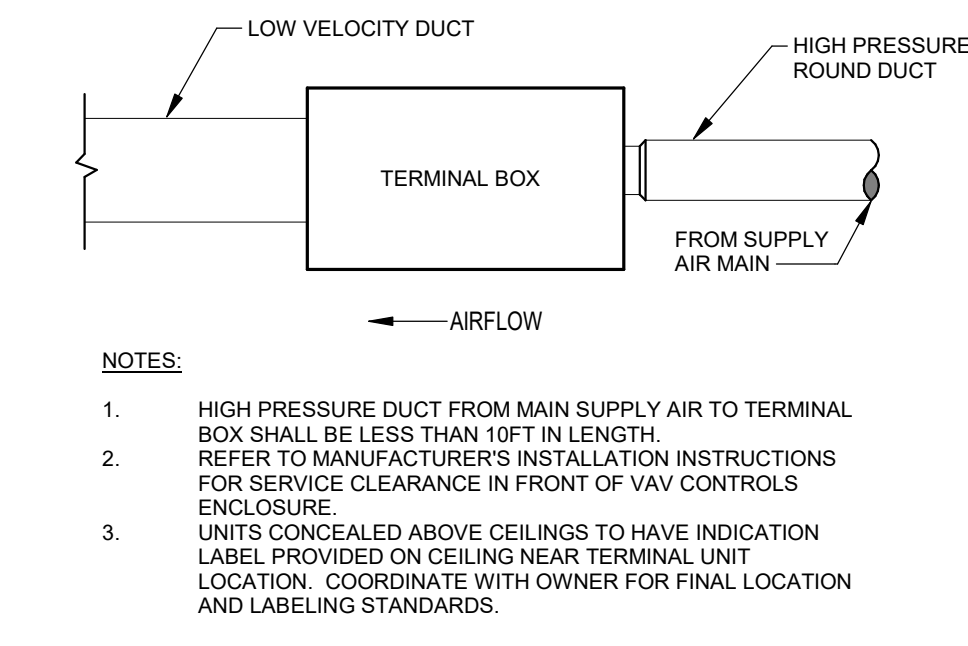 LOW VELOCITY DUCT
HIGH PRESSURE
ROUND DUCT
TERMINAL BOX
FROM SUPPLY
AIR MAIN
AIRFLOW
NOTES:
1. HIGH PRESSURE DUCT FROM MAIN SUPPLY AIR TO TERMINAL
BOX SHALL BE LESS THAN 10FT IN LENGTH.
2. REFER TO MANUFACTURER'S INSTALLATION INSTRUCTIONS
FOR SERVICE CLEARANCE IN FRONT OF VAV CONTROLS
ENCLOSURE.
3. UNITS CONCEALED ABOVE CEILINGS TO HAVE INDICATION
LABEL PROVIDED ON CEILING NEAR TERMINAL UNIT
LOCATION. COORDINATE WITH OWNER FOR FINAL LOCATION
AND LABELING STANDARDS.